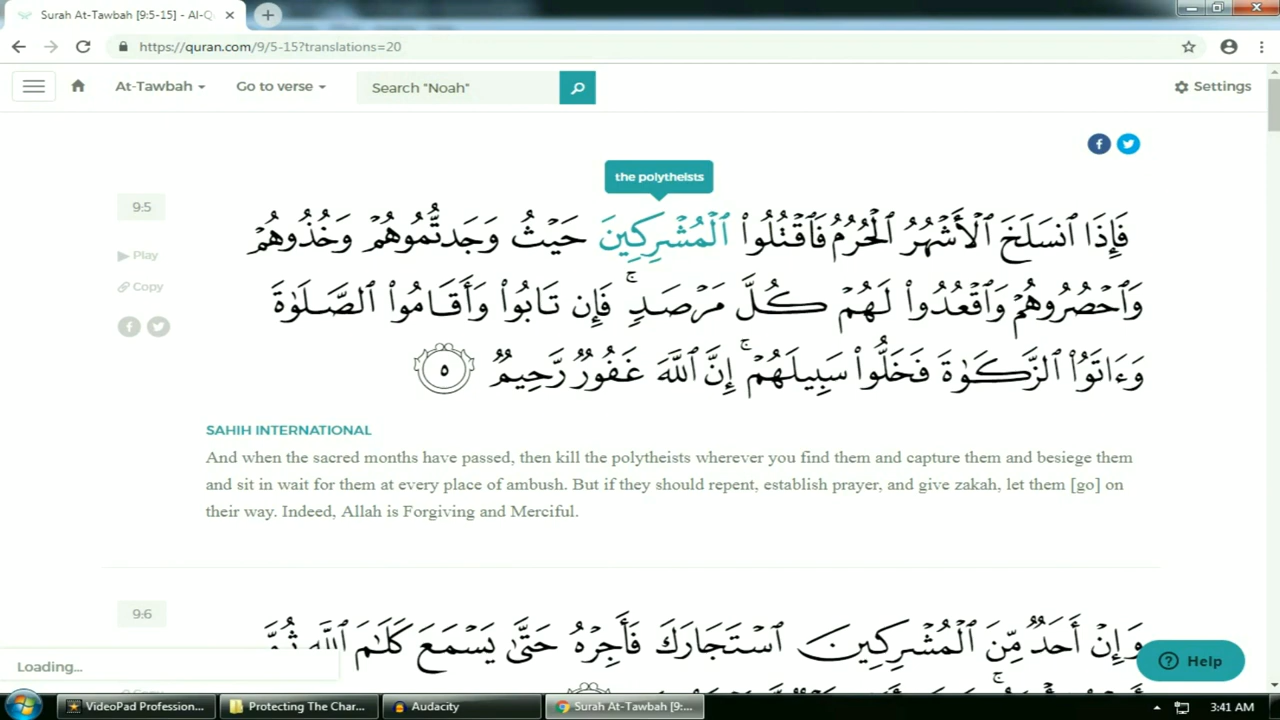 Surah At-Tawbah [9:5-15] - Al-Q
https://quran.com/9/5-15?translations=20
At-Tawbah
Go to verse
Search "Noah"
Settings
the polytheists
9:5
Play
Copy
فَإِذَا ٱنسَلَخَ ٱلْأَشْهُرُ ٱلْحُرُمُ فَٱقْتُلُوا۟ ٱلْمُشْرِكِينَ حَيْثُ وَجَدتُّمُوهُمْ وَخُذُوهُمْ
وَٱحْصُرُوهُمْ وَٱقْعُدُوا۟ لَهُمْ كُلَّ مَرْصَدٍ ۚ فَإِن تَابُوا۟ وَأَقَامُوا۟ ٱلصَّلَوٰةَ
وَءَاتَوُا۟ ٱلزَّكَوٰةَ فَخَلُّوا۟ سَبِيلَهُمْ ۚ إِنَّ ٱللَّهَ غَفُورٌ رَّحِيمٌ ٥
SAHIH INTERNATIONAL
And when the sacred months have passed, then kill the polytheists wherever you find them and capture them and besiege them
and sit in wait for them at every place of ambush. But if they should repent, establish prayer, and give zakah, let them [go] on
their way. Indeed, Allah is Forgiving and Merciful.
9:6
وَإِنْ أَحَدٌ مِّنَ ٱلْمُشْرِكِينَ ٱسْتَجَارَكَ فَأَجِرْهُ حَتَّىٰ يَسْمَعَ كَلَٰمَ ٱللَّهِ ثُمَّ
Loading...
Help
VideoPad Profession...
Protecting The Char...
Audacity
Surah At-Tawbah [9:...
3:41 AM